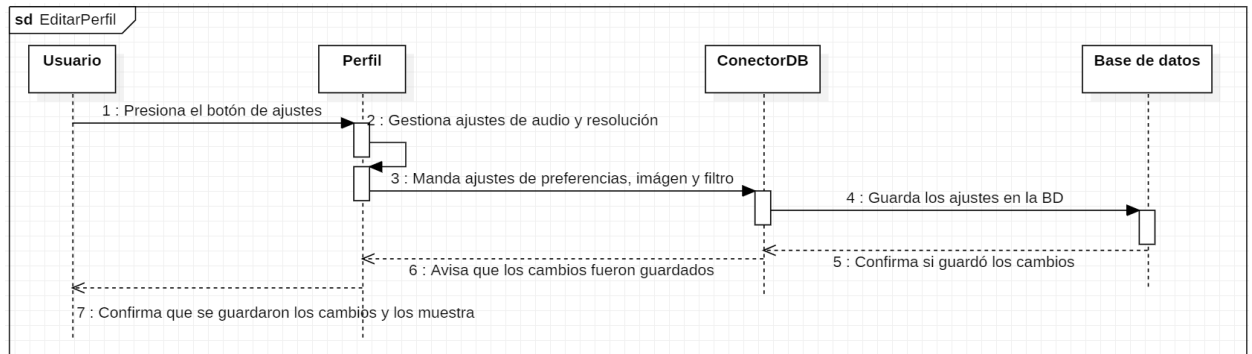 sd EditarPerfil
Usuario
Perfil
ConectorDB
Base de datos
1 : Presiona el botón de ajustes
2 : Gestiona ajustes de audio y resolución
3 : Manda ajustes de preferencias, imágen y filtro
4 : Guarda los ajustes en la BD
5 : Confirma si guardó los cambios
6 : Avisa que los cambios fueron guardados
7 : Confirma que se guardaron los cambios y los muestra